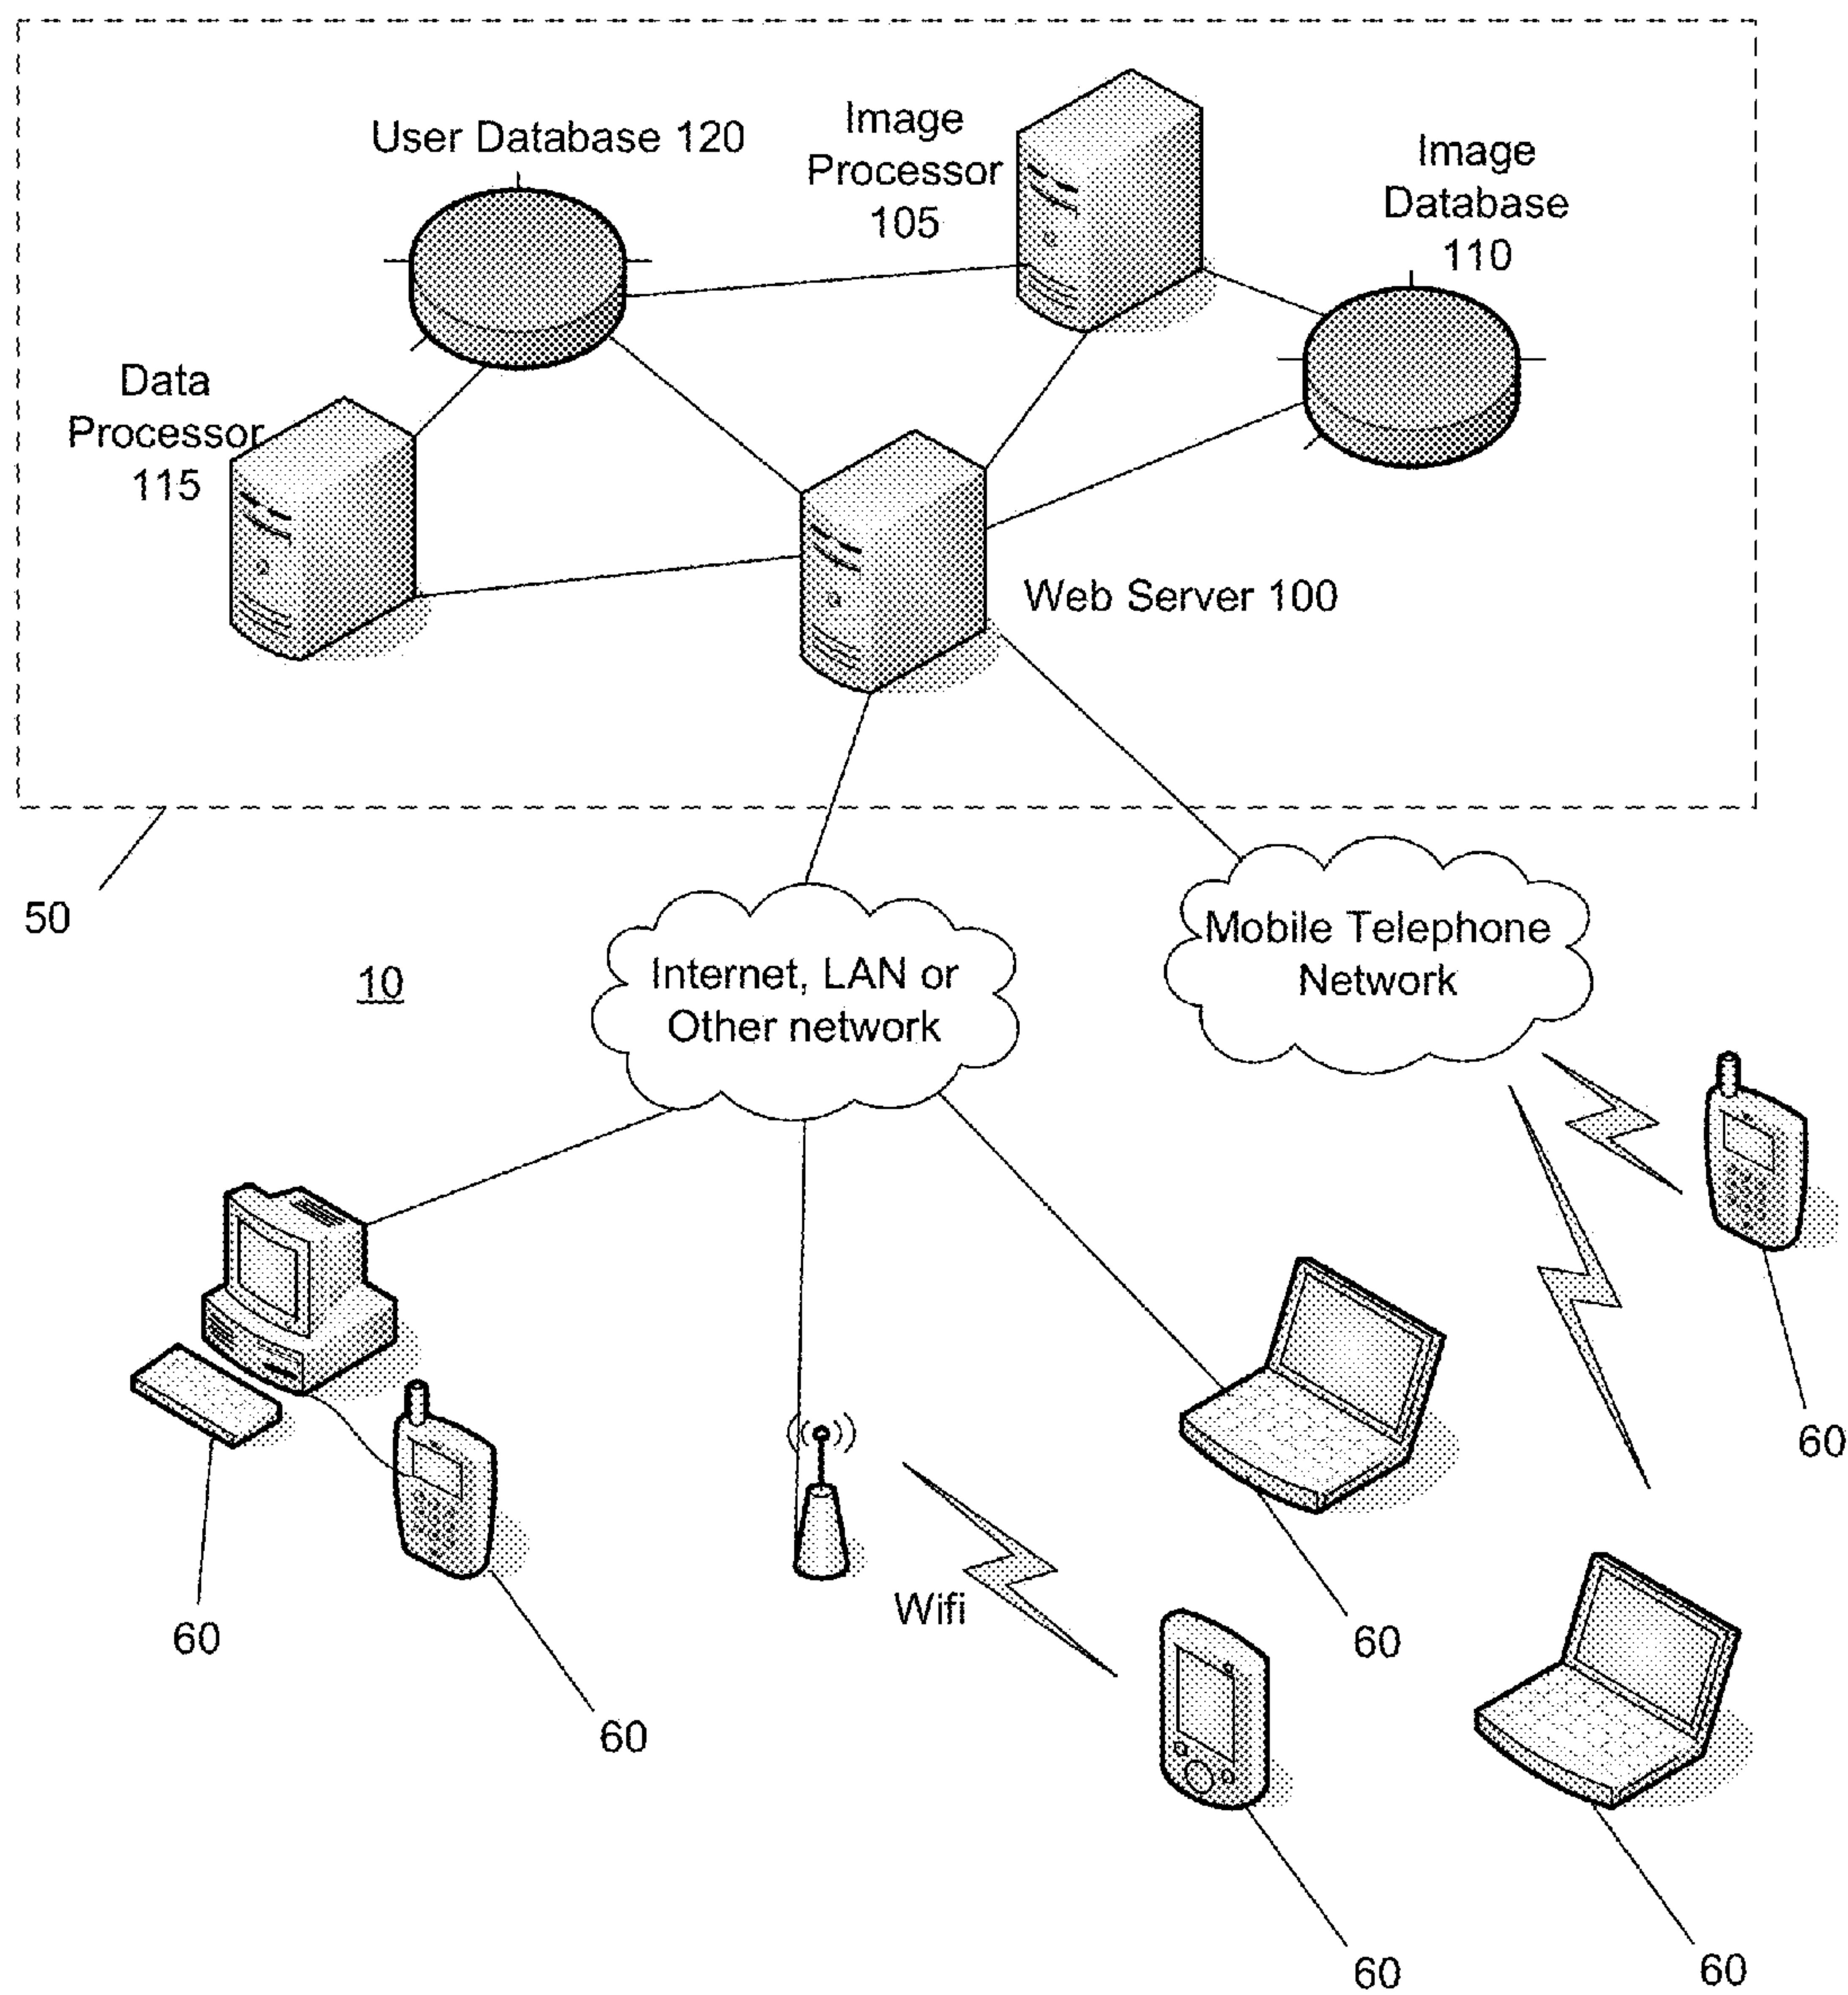 User Database 120
Image
Processor
105
Image
Database
110
Data
Processor
115
Web Server 100
50
10
Internet, LAN or
Other network
Mobile Telephone
Network
60
Wifi
60
60
60
60
60